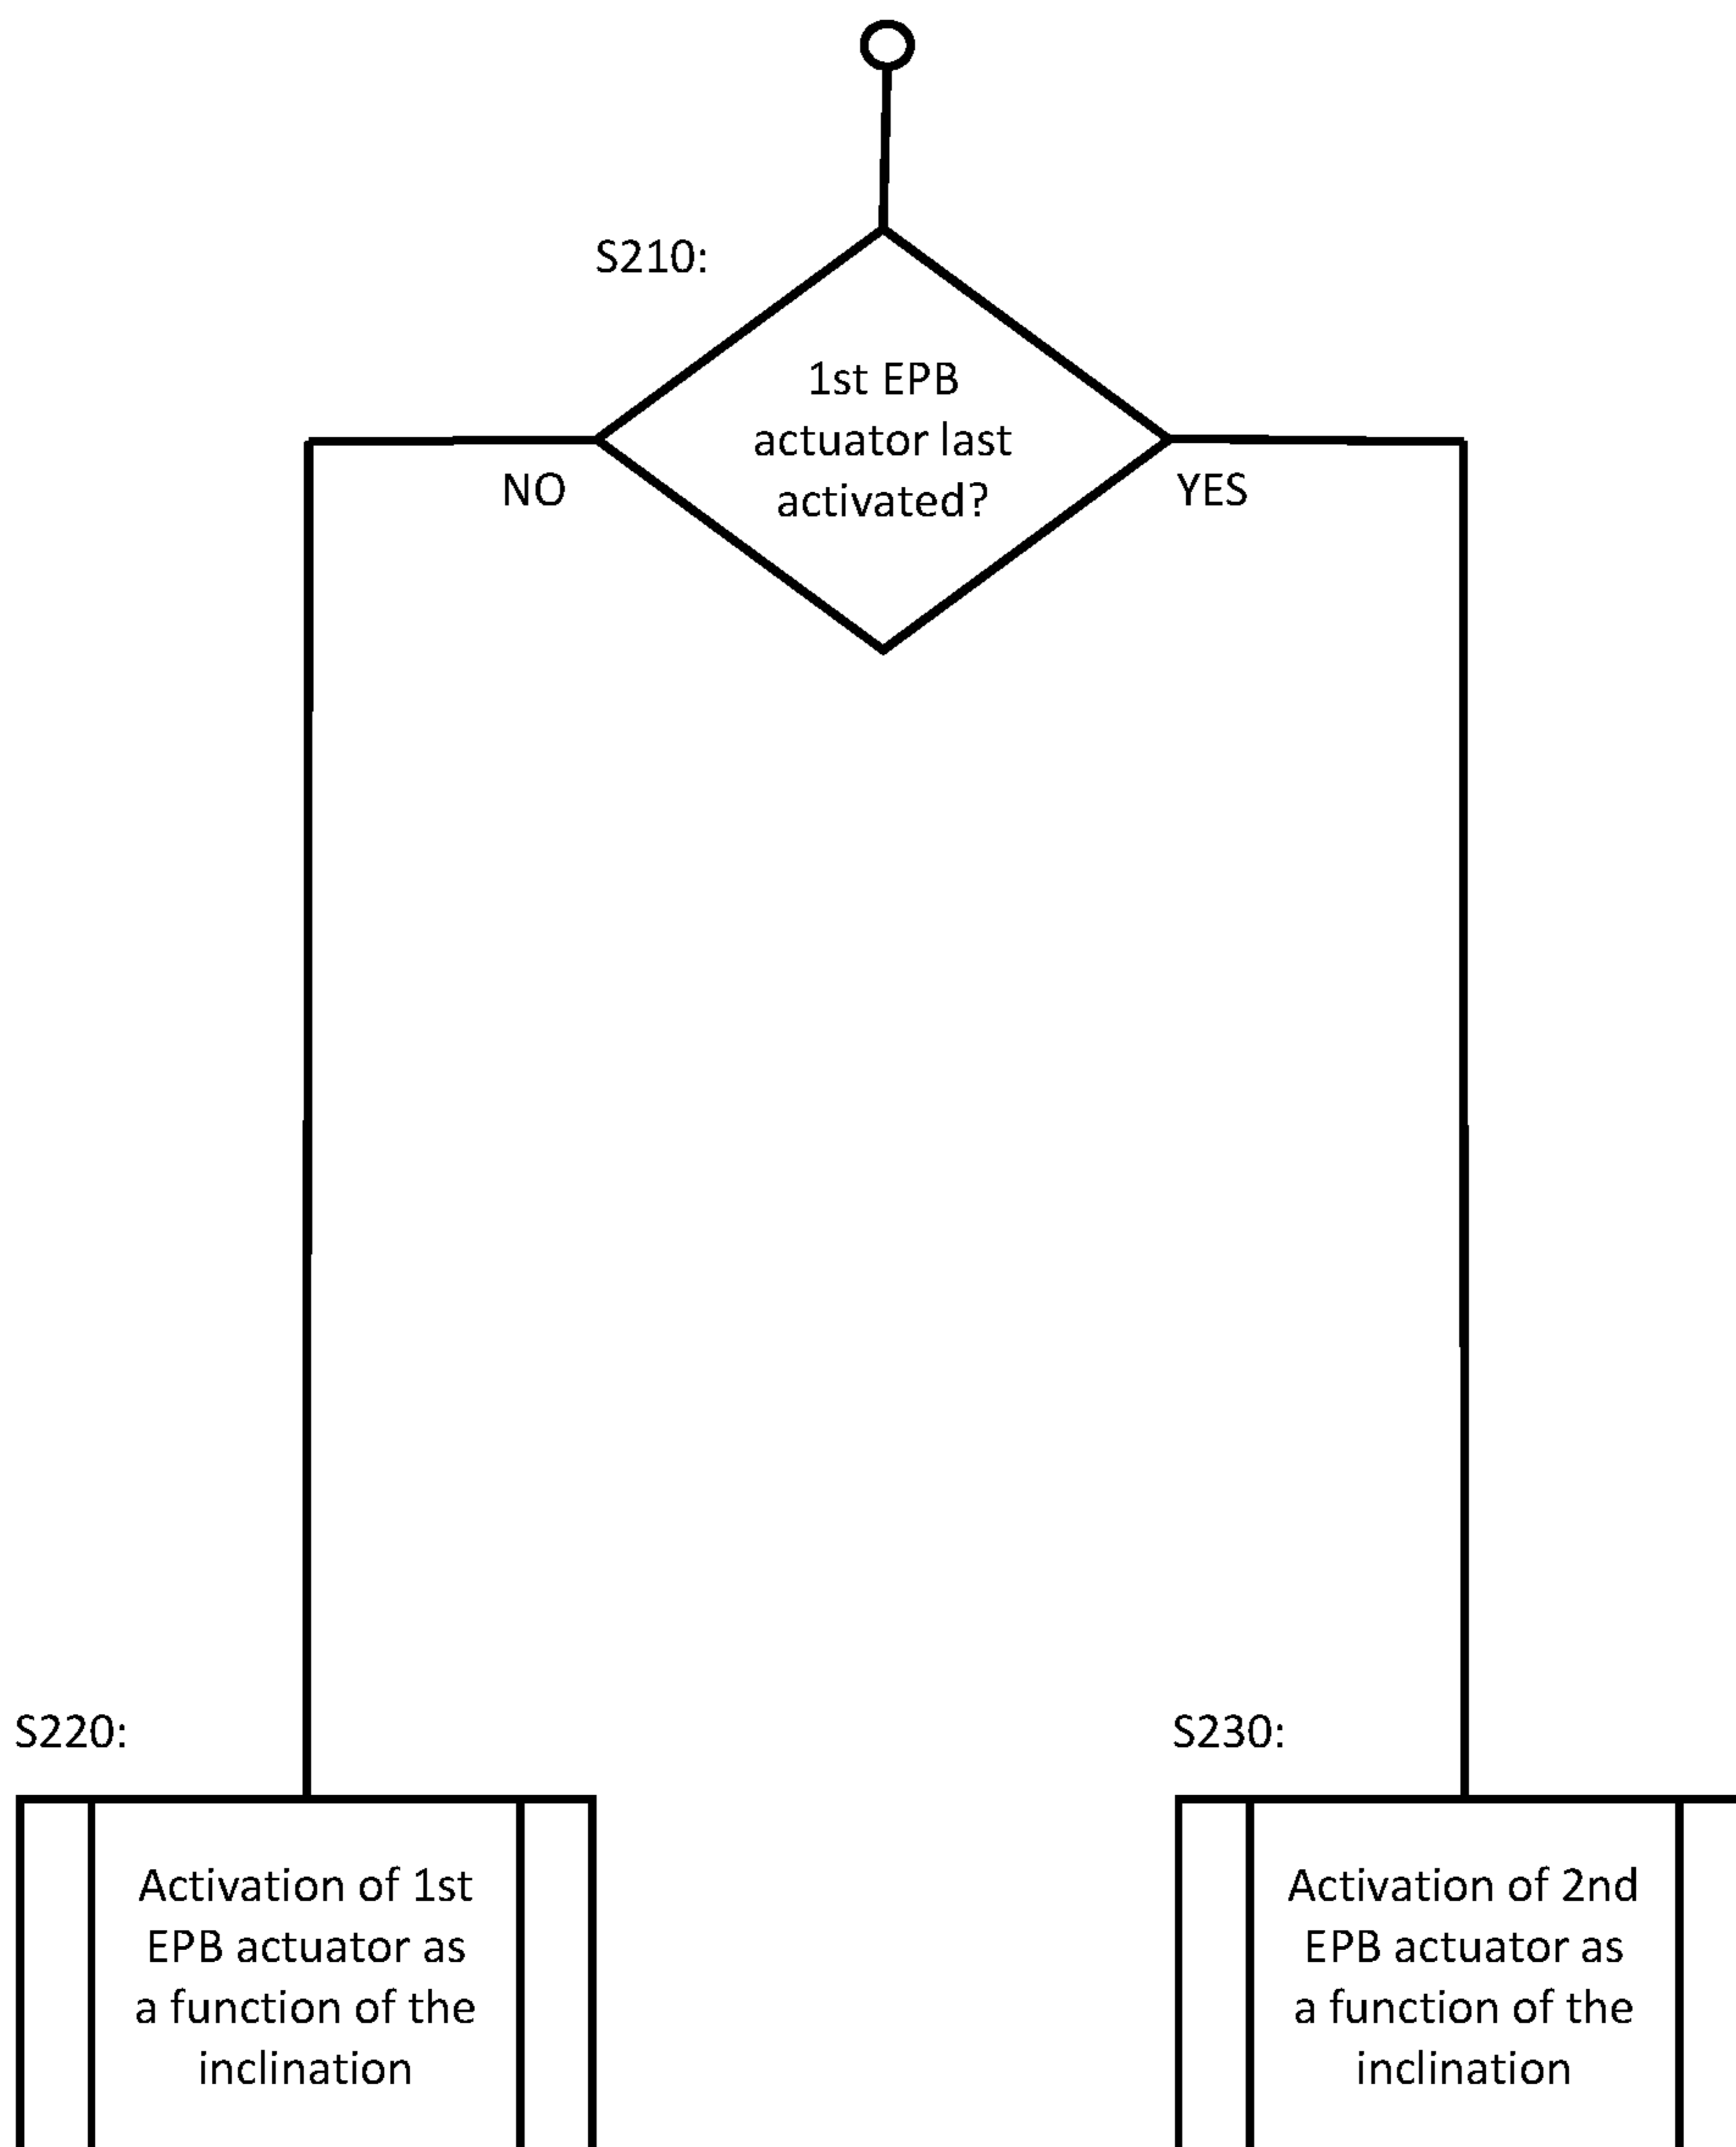 S210:
1st EPB
actuator last
activated?
NO
YES
S220:
S230:
Activation of 1st
EPB actuator as
a function of the
inclination
Activation of 2nd
EPB actuator as
a function of the
inclination